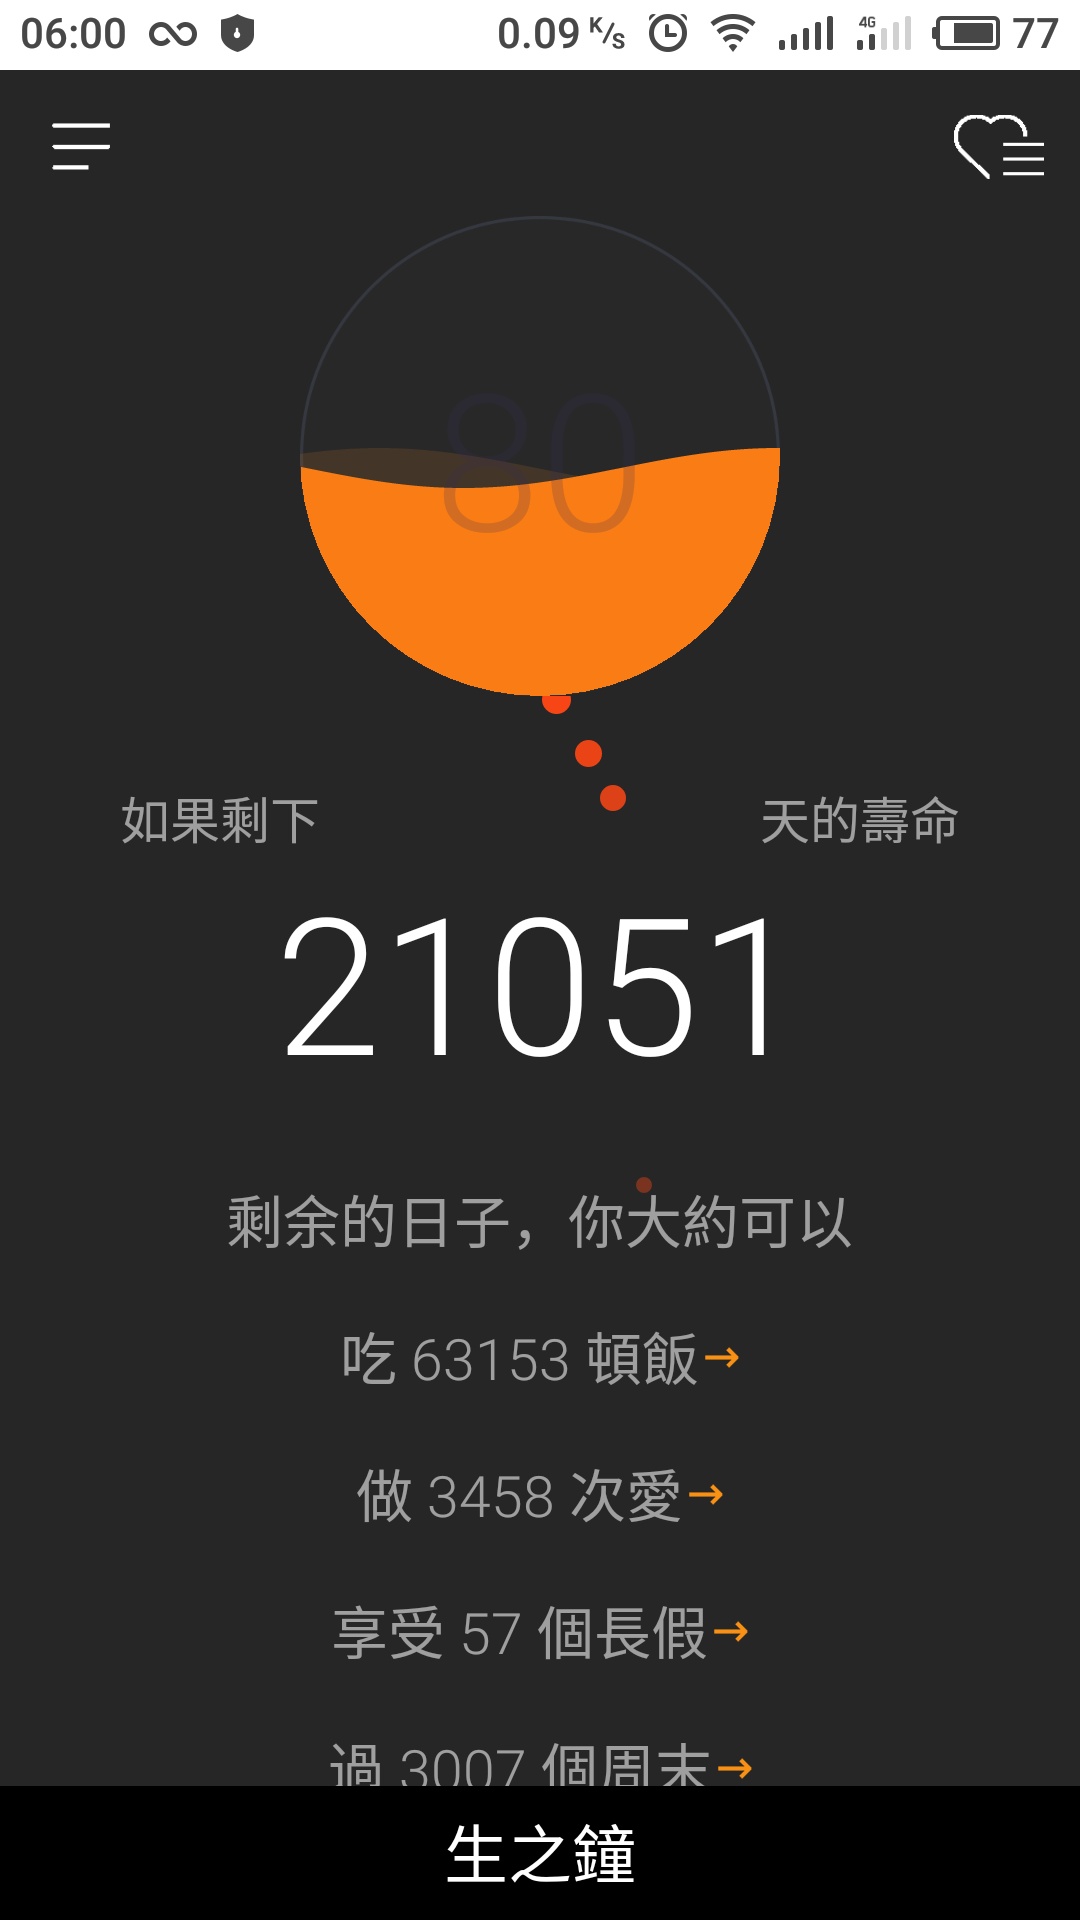 06:00 0.09 K/s 4G 77
80
如果剩下 天的壽命
21051
剩余的日子，你大約可以
吃 63153 頓飯→
做 3458 次愛→
享受 57 個長假→
過 3007 個周末→
生之鐘